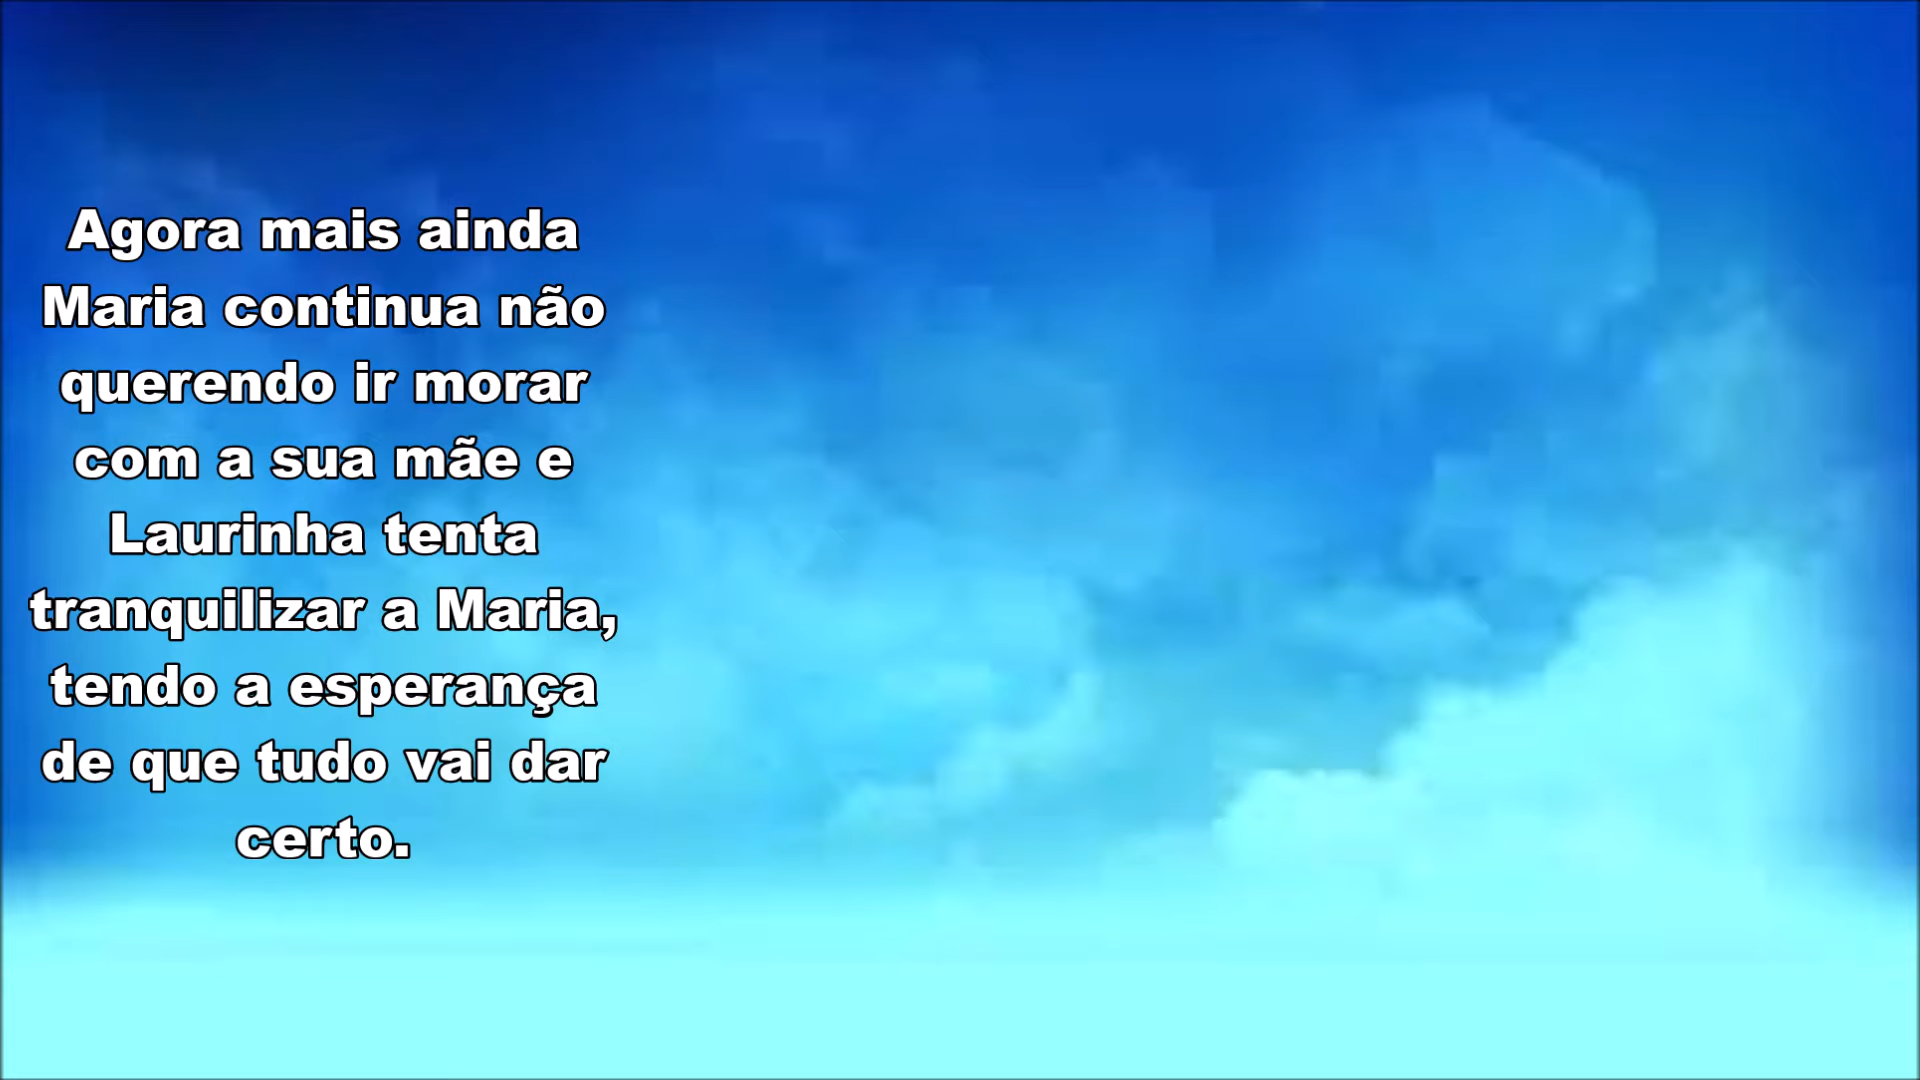 Agora mais ainda
Maria continua não
querendo ir morar
com a sua mãe e
Laurinha tenta
tranquilizar a Maria,
tendo a esperança
de que tudo vai dar
certo.